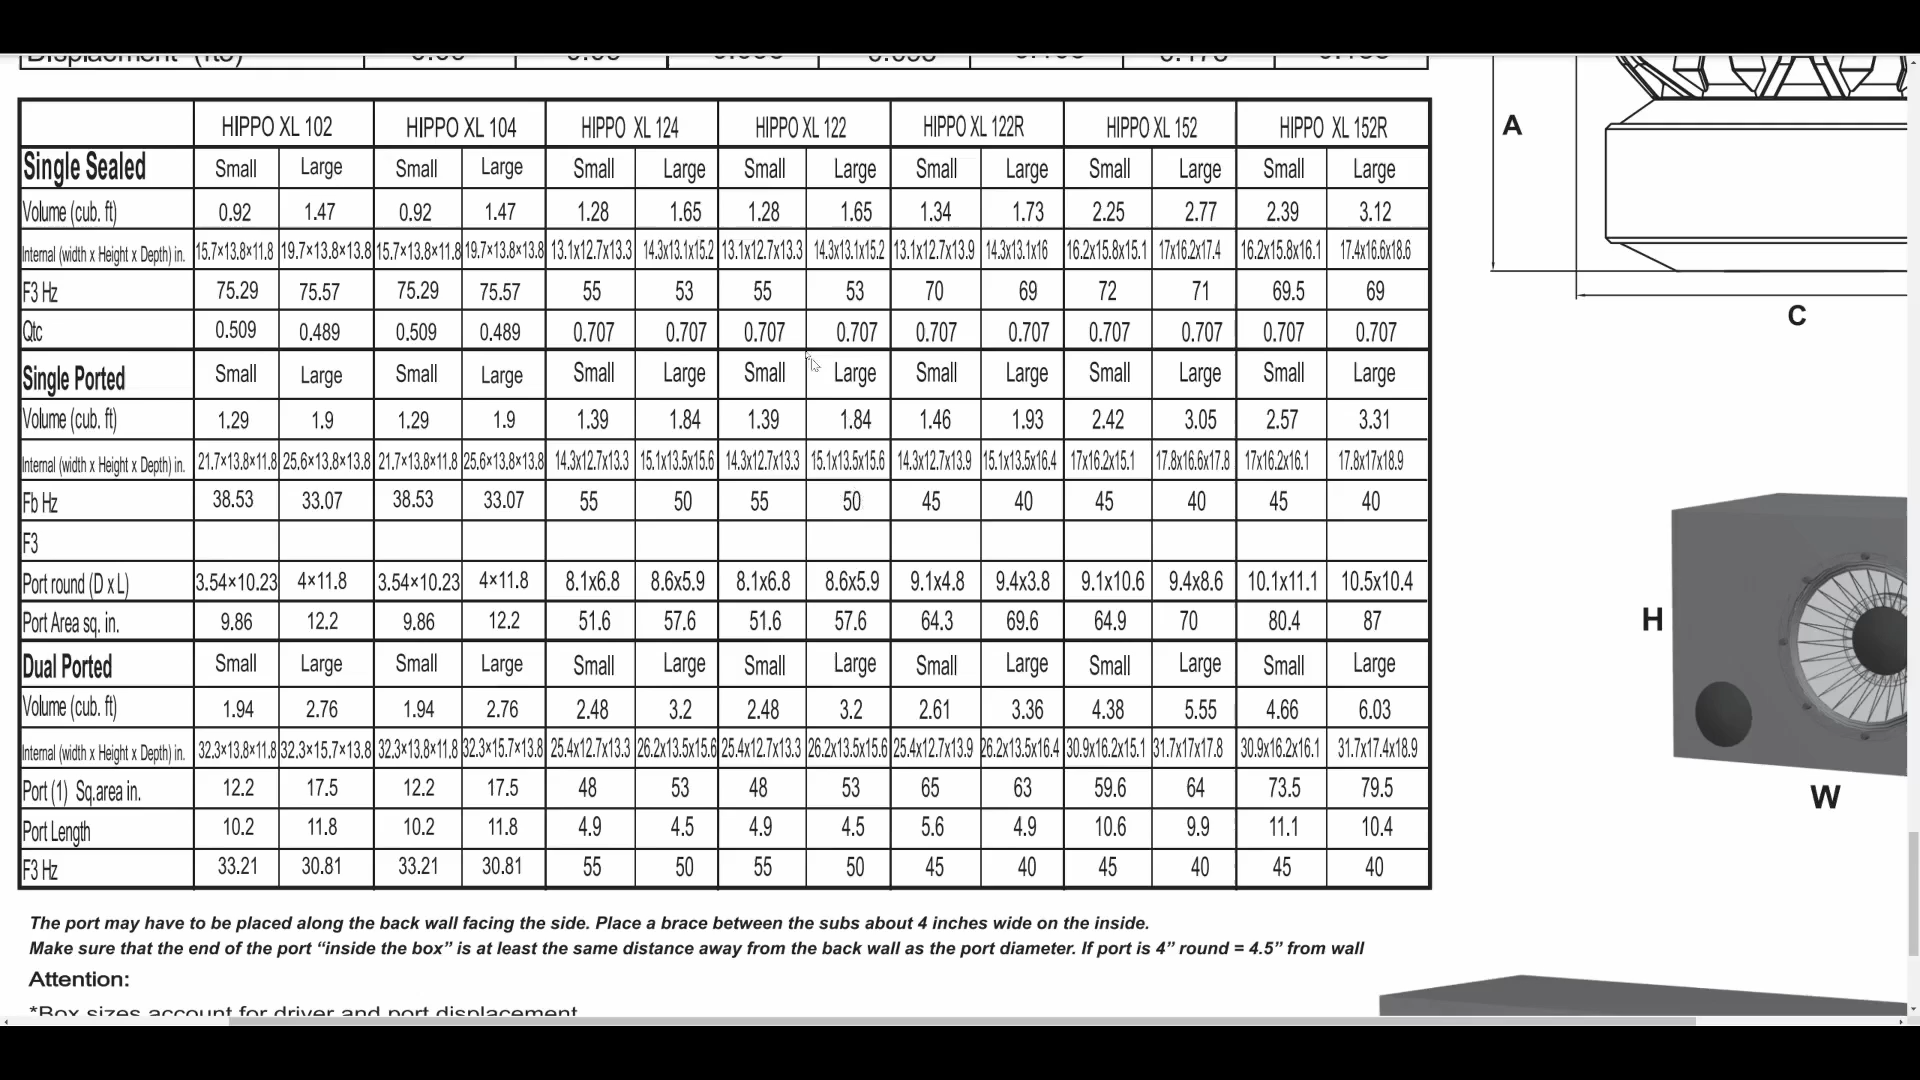 HIPPO XL 102 HIPPO XL 104 HIPPO XL 124 HIPPO XL 122 HIPPO XL 122R HIPPO XL 152 HIPPO XL 152R
Single Sealed Small Large Small Large Small Large Small Large Small Large Small Large Small Large
Volume (cub. ft) 0.92 1.47 0.92 1.47 1.28 1.65 1.28 1.65 1.34 1.73 2.25 2.77 2.39 3.12
Internal (width x Height x Depth) in. 15.7×13.8×11.8 19.7×13.8×13.8 15.7×13.8×11.8 19.7×13.8×13.8 13.1x12.7x13.3 14.3x13.1x15.2 13.1x12.7x13.3 14.3x13.1x15.2 13.1x12.7x13.9 14.3x13.1x16 16.2x15.8x15.1 17x16.2x17.4 16.2x15.8x16.1 17.4x16.6x18.6
F3 Hz 75.29 75.57 75.29 75.57 55 53 55 53 70 69 72 71 69.5 69
Qtc 0.509 0.489 0.509 0.489 0.707 0.707 0.707 0.707 0.707 0.707 0.707 0.707 0.707 0.707
Single Ported Small Large Small Large Small Large Small Large Small Large Small Large Small Large
Volume (cub. ft) 1.29 1.9 1.29 1.9 1.39 1.84 1.39 1.84 1.46 1.93 2.42 3.05 2.57 3.31
Internal (width x Height x Depth) in. 21.7×13.8×11.8 25.6×13.8×13.8 21.7×13.8×11.8 25.6×13.8×13.8 14.3x12.7x13.3 15.1x13.5x15.6 14.3x12.7x13.3 15.1x13.5x15.6 14.3x12.7x13.9 15.1x13.5x16.4 17x16.2x15.1 17.8x16.6x17.8 17x16.2x16.1 17.8x17x18.9
Fb Hz 38.53 33.07 38.53 33.07 55 50 55 50 45 40 45 40 45 40
F3
Port round (D x L) 3.54×10.23 4×11.8 3.54×10.23 4×11.8 8.1x6.8 8.6x5.9 8.1x6.8 8.6x5.9 9.1x4.8 9.4x3.8 9.1x10.6 9.4x8.6 10.1x11.1 10.5x10.4
Port Area sq. in. 9.86 12.2 9.86 12.2 51.6 57.6 51.6 57.6 64.3 69.6 64.9 70 80.4 87
Dual Ported Small Large Small Large Small Large Small Large Small Large Small Large Small Large
Volume (cub. ft) 1.94 2.76 1.94 2.76 2.48 3.2 2.48 3.2 2.61 3.36 4.38 5.55 4.66 6.03
Internal (width x Height x Depth) in. 32.3×13.8×11.8 32.3×15.7×13.8 32.3×13.8×11.8 32.3×15.7×13.8 25.4x12.7x13.3 26.2x13.5x15.6 25.4x12.7x13.3 26.2x13.5x15.6 25.4x12.7x13.9 26.2x13.5x16.4 30.9x16.2x15.1 31.7x17x17.8 30.9x16.2x16.1 31.7x17.4x18.9
Port (1) Sq.area in. 12.2 17.5 12.2 17.5 48 53 48 53 65 63 59.6 64 73.5 79.5
Port Length 10.2 11.8 10.2 11.8 4.9 4.5 4.9 4.5 5.6 4.9 10.6 9.9 11.1 10.4
F3 Hz 33.21 30.81 33.21 30.81 55 50 55 50 45 40 45 40 45 40
The port may have to be placed along the back wall facing the side. Place a brace between the subs about 4 inches wide on the inside.
Make sure that the end of the port “inside the box” is at least the same distance away from the back wall as the port diameter. If port is 4” round = 4.5” from wall
Attention:
*Box sizes account for driver and port displacement
A
C
H
W